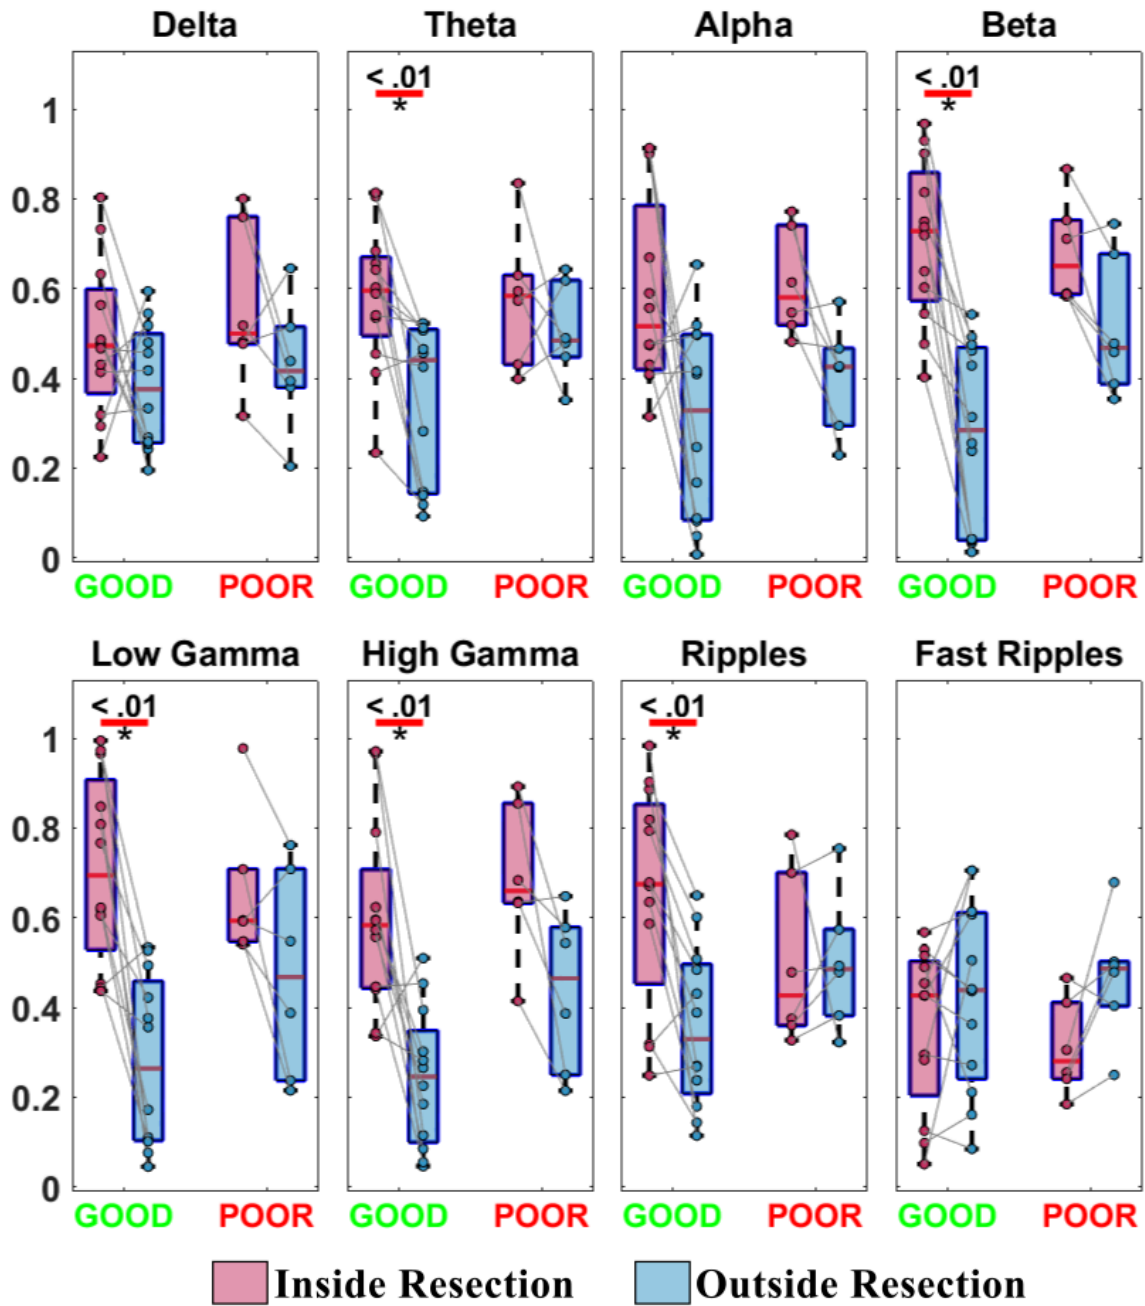 Delta Theta Alpha Beta
< .01 < .01
* *
1
0.8
0.6
0.4
0.2
0
GOOD POOR GOOD POOR GOOD POOR GOOD POOR
Low Gamma High Gamma Ripples Fast Ripples
< .01 < .01 < .01
* * *
1
0.8
0.6
0.4
0.2
0
GOOD POOR GOOD POOR GOOD POOR GOOD POOR
Inside Resection Outside Resection